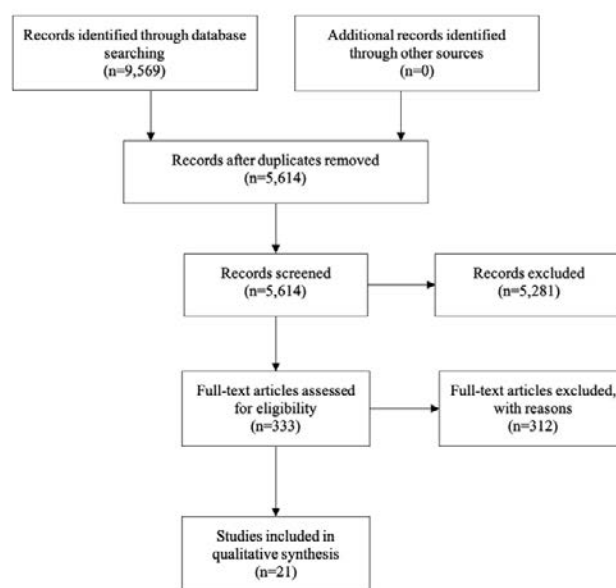 Records identified through database
searching
(n=9,569)
Additional records identified
through other sources
(n=0)
Records after duplicates removed
(n=5,614)
Records screened
(n=5,614)
Records excluded
(n=5,281)
Full-text articles assessed
for eligibility
(n=333)
Full-text articles excluded,
with reasons
(n=312)
Studies included in
qualitative synthesis
(n=21)